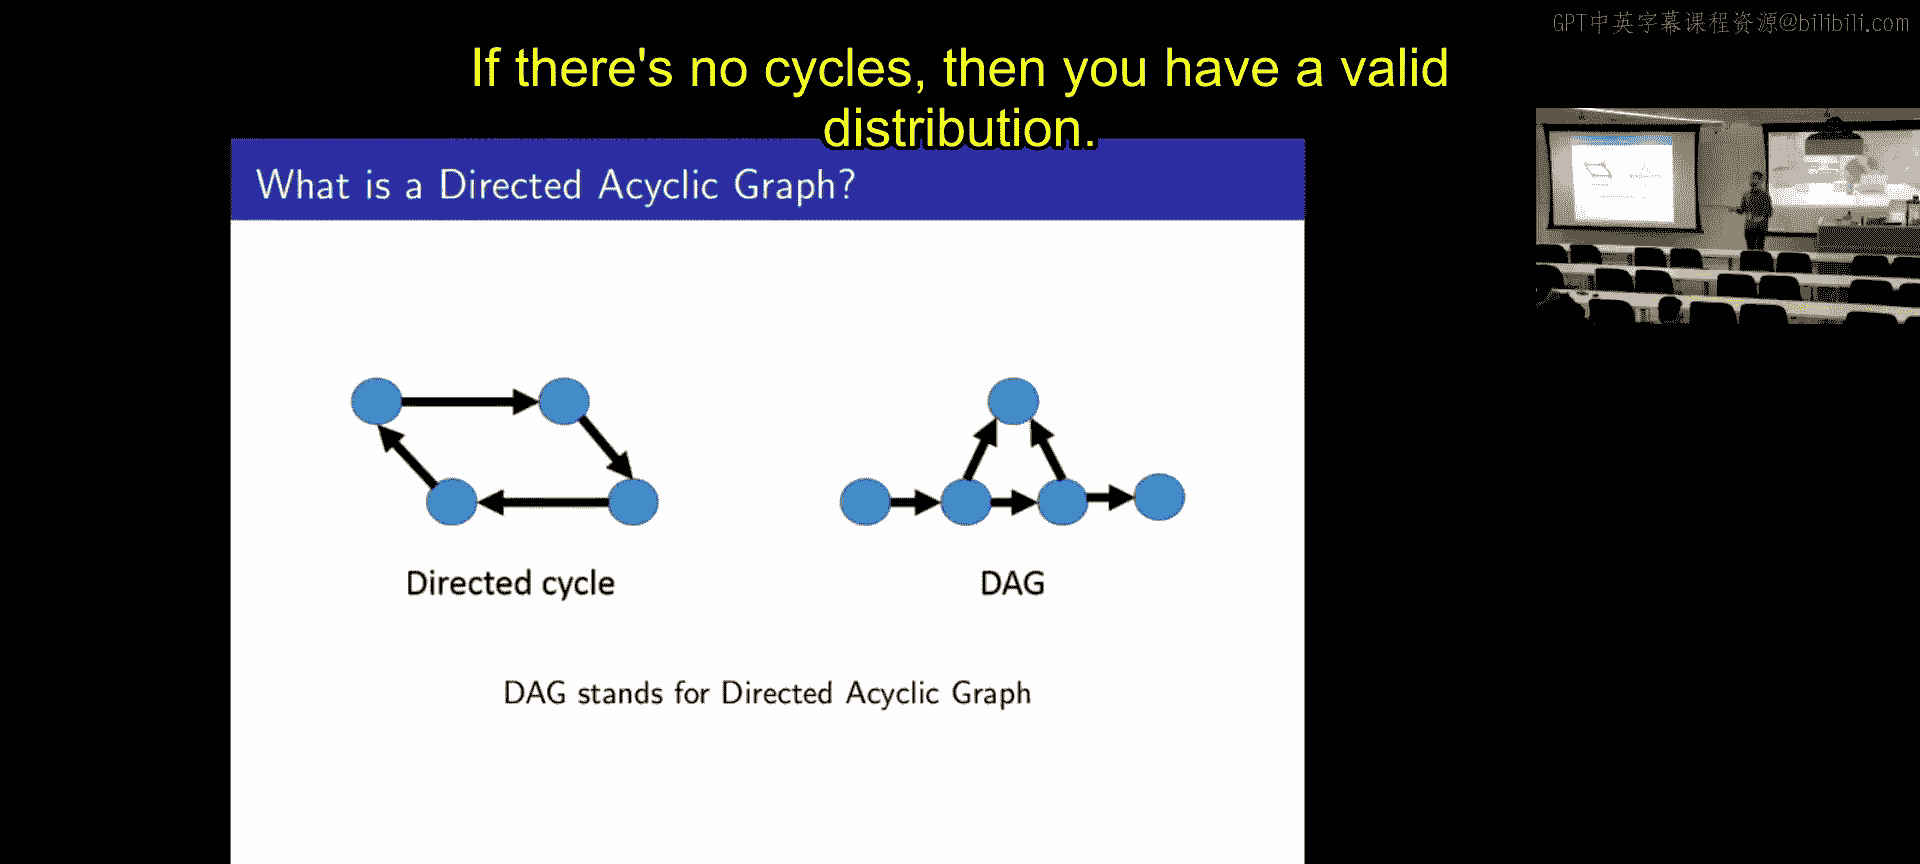 GPT中英字幕课程资源@bilibili.com
If there's no cycles, then you have a valid
distribution.
What is a Directed Acyclic Graph?
Directed cycle
DAG
DAG stands for Directed Acyclic Graph